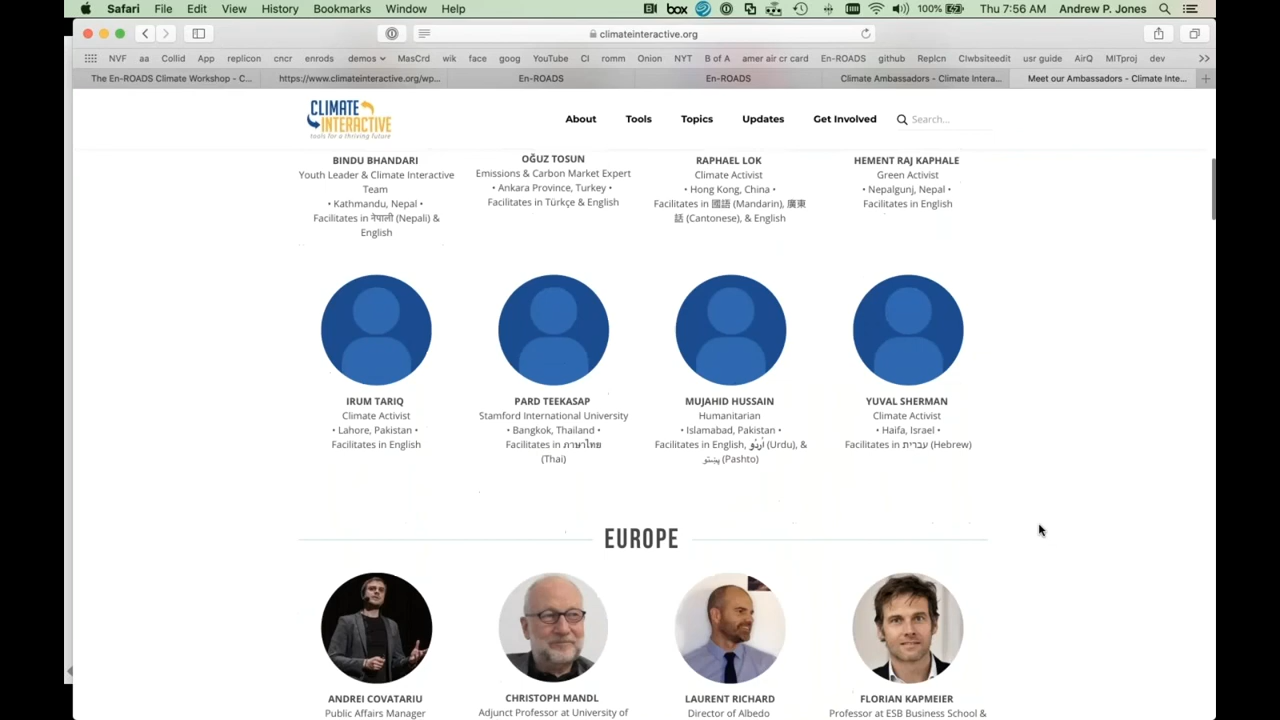 Safari File Edit View History Bookmarks Window Help box 100% Thu 7:56 AM Andrew P. Jones
climateinteractive.org
NVF aa Collid App replicon cncr enrods demos MasCrd wik face goog YouTube CI romm Onion NYT B of A amer air cr card En-ROADS github Replcn CIwbsiteedit usr guide AirQ MITproj dev
The En-ROADS Climate Workshop - C... https://www.climateinteractive.org/wp... En-ROADS En-ROADS Climate Ambassadors - Climate Intera... Meet our Ambassadors - Climate Inte...
CLIMATE
INTERACTIVE
tools for a thriving future
About Tools Topics Updates Get Involved Search...
BINDU BHANDARI
Youth Leader & Climate Interactive
Team
• Kathmandu, Nepal •
Facilitates in नेपाली (Nepali) &
English
OĞUZ TOSUN
Emissions & Carbon Market Expert
• Ankara Province, Turkey •
Facilitates in Türkçe & English
RAPHAEL LOK
Climate Activist
• Hong Kong, China •
Facilitates in 國語 (Mandarin), 廣東
話 (Cantonese), & English
HEMENT RAJ KAPHALE
Green Activist
• Nepalgunj, Nepal •
Facilitates in English
IRUM TARIQ
Climate Activist
• Lahore, Pakistan •
Facilitates in English
PARD TEEKASAP
Stamford International University
• Bangkok, Thailand •
Facilitates in ภาษาไทย
(Thai)
MUJAHID HUSSAIN
Humanitarian
• Islamabad, Pakistan •
Facilitates in English, اُردُو (Urdu), &
پښتو (Pashto)
YUVAL SHERMAN
Climate Activist
• Haifa, Israel •
Facilitates in עברית (Hebrew)
EUROPE
ANDREI COVATARIU
Public Affairs Manager
CHRISTOPH MANDL
Adjunct Professor at University of
LAURENT RICHARD
Director of Albedo
FLORIAN KAPMEIER
Professor at ESB Business School &